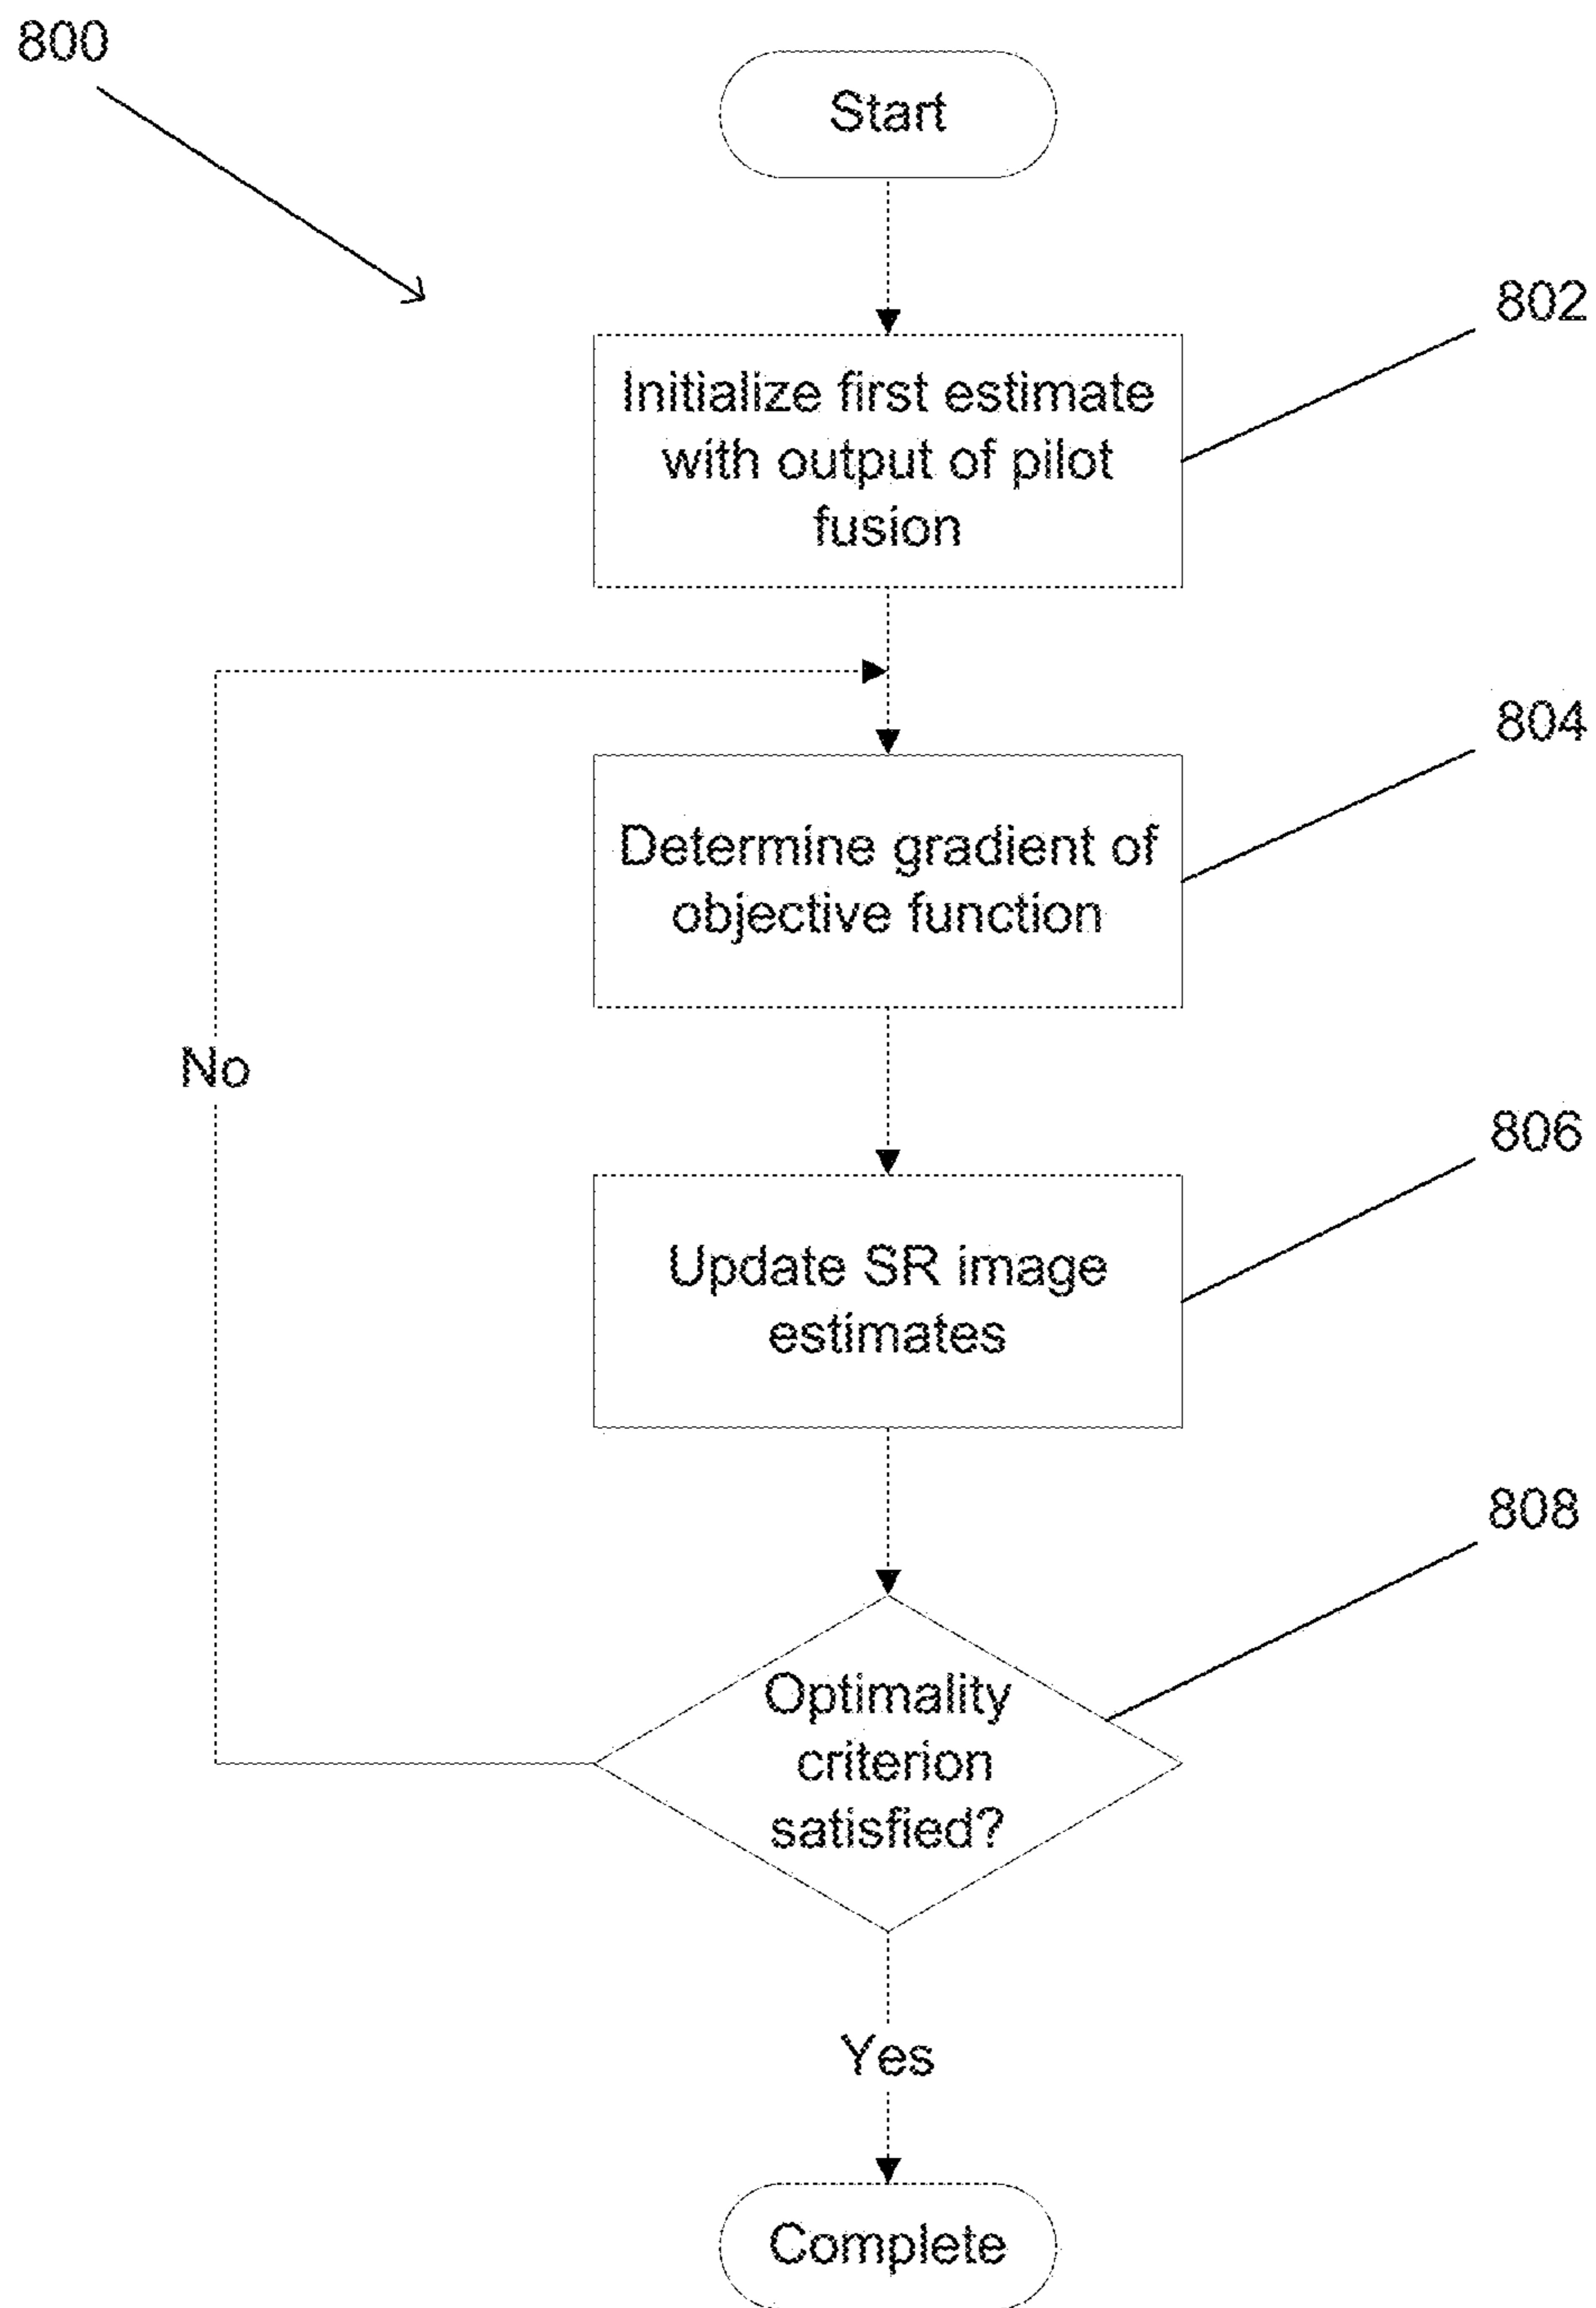 800
Start
802
Initialize first estimate
with output of pilot
fusion
804
Determine gradient of
objective function
No
806
Update SR image
estimates
808
Optimality
criterion
satisfied?
Yes
Complete